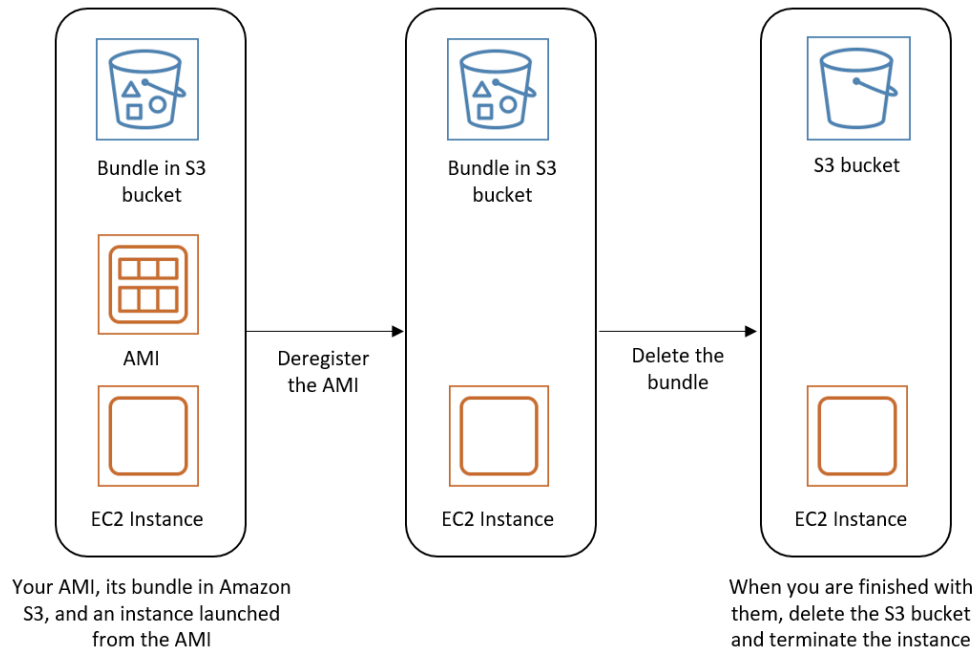 Bundle in S3
bucket
AMI
EC2 Instance
Your AMI, its bundle in Amazon
S3, and an instance launched
from the AMI
Deregister
the AMI
Bundle in S3
bucket
EC2 Instance
Delete the
bundle
S3 bucket
EC2 Instance
When you are finished with
them, delete the S3 bucket
and terminate the instance